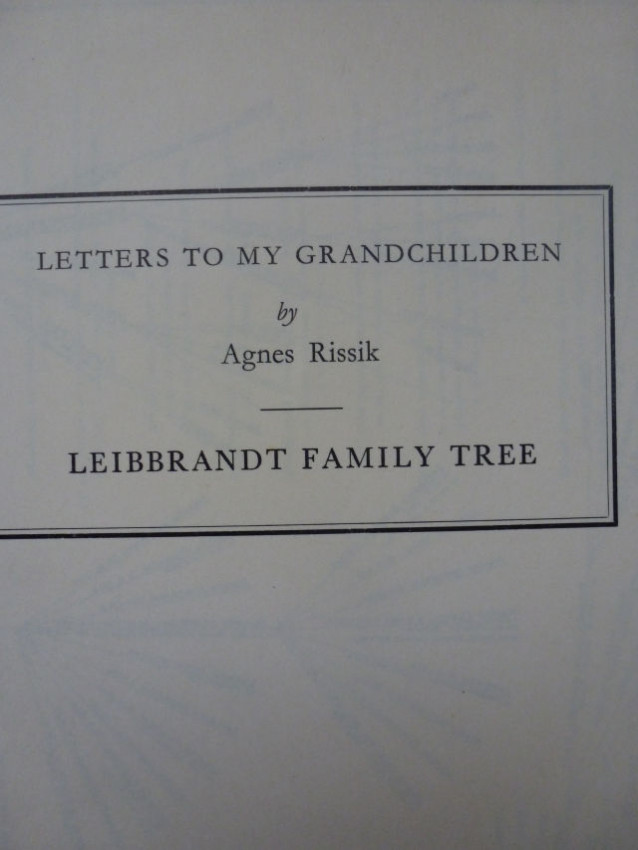 LETTERS TO MY GRANDCHILDREN
by
Agnes Rissik
LEIBBRANDT FAMILY TREE